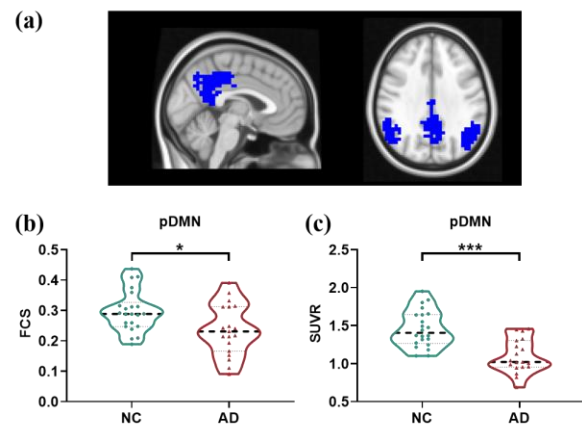 (a)
(b)
pDMN
*
FCS
0.5
0.4
0.3
0.2
0.1
0.0
NC
AD
(c)
pDMN
***
SUVR
2.5
2.0
1.5
1.0
0.5
NC
AD